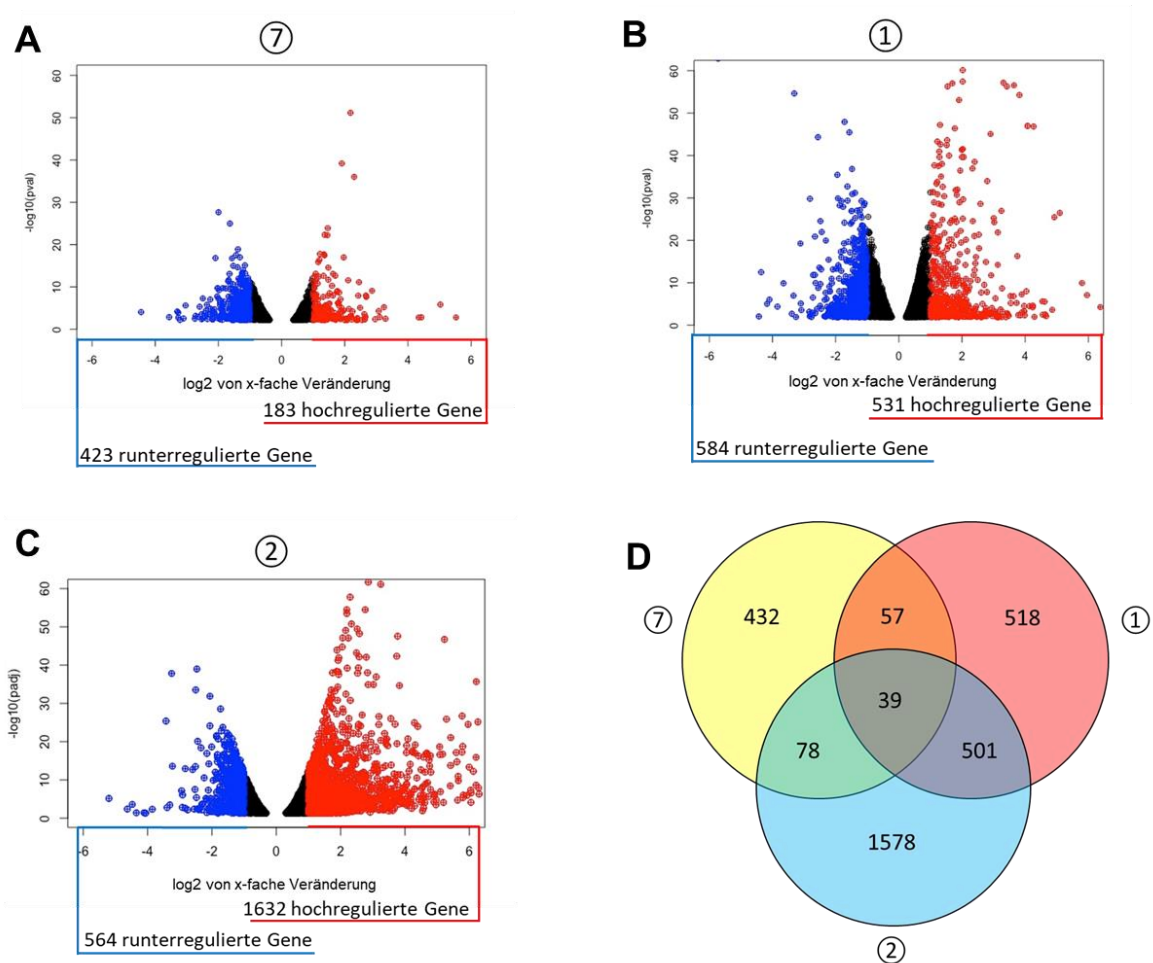 A
⑦
60
50
40
30
20
10
0
-log10(pval)
-6 -4 -2 0 2 4 6
log2 von x-fache Veränderung
183 hochregulierte Gene
423 runterregulierte Gene
B
①
60
50
40
30
20
10
0
-log10(pval)
-6 -4 -2 0 2 4 6
log2 von x-fache Veränderung
531 hochregulierte Gene
584 runterregulierte Gene
C
②
60
50
40
30
20
10
0
-log10(padj)
-6 -4 -2 0 2 4 6
log2 von x-fache Veränderung
1632 hochregulierte Gene
564 runterregulierte Gene
D
⑦ 432 57 518 ①
39
78 501
1578
②